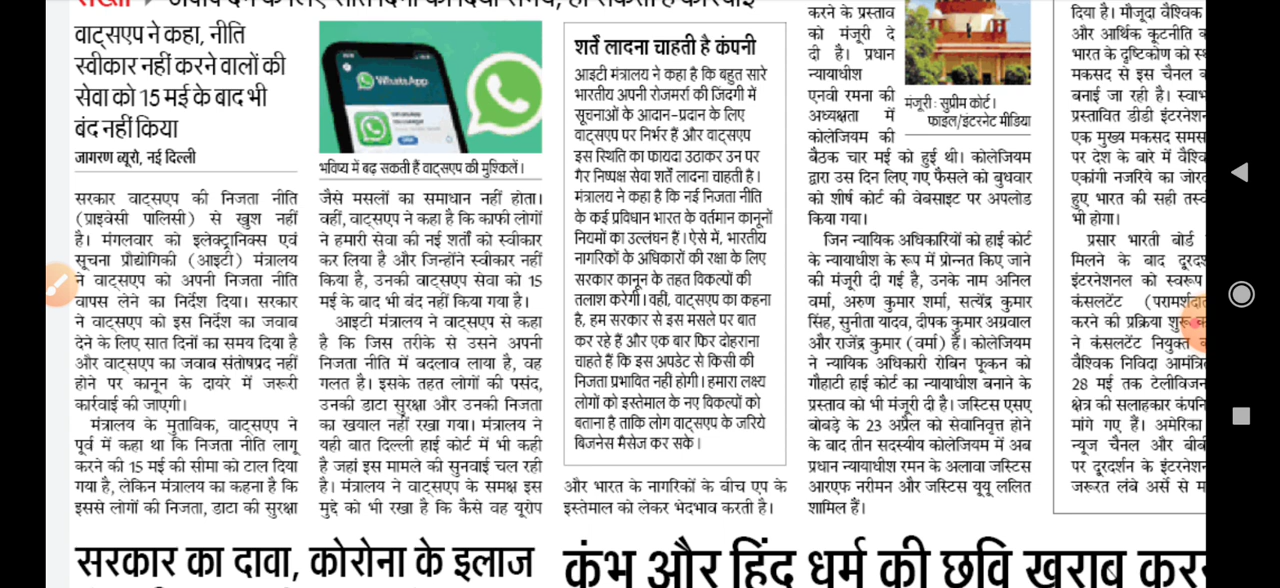 वाट्सएप ने कहा, नीति
स्वीकार नहीं करने वालों की
सेवा को 15 मई के बाद भी
बंद नहीं किया
जागरण ब्यूरो, नई दिल्ली
सरकार वाट्सएप की निजता नीति
(प्राइवेसी पालिसी) से खुश नहीं
है। मंगलवार को इलेक्ट्रानिक्स एवं
सूचना प्रौद्योगिकी (आइटी) मंत्रालय
ने वाट्सएप को अपनी निजता नीति
वापस लेने का निर्देश दिया। सरकार
ने वाट्सएप को इस निर्देश का जवाब
देने के लिए सात दिनों का समय दिया है
और वाट्सएप का जवाब संतोषप्रद नहीं
होने पर कानून के दायरे में जरूरी
कार्रवाई की जाएगी।
मंत्रालय के मुताबिक, वाट्सएप ने
पूर्व में कहा था कि निजता नीति लागू
करने की 15 मई की सीमा को टाल दिया
गया है, लेकिन मंत्रालय का कहना है कि
इससे लोगों की निजता, डाटा की सुरक्षा
WhatsApp
भविष्य में बढ़ सकती हैं वाट्सएप की मुश्किलें।
जैसे मसलों का समाधान नहीं होता।
वहीं, वाट्सएप ने कहा है कि काफी लोगों
ने हमारी सेवा की नई शर्तों को स्वीकार
कर लिया है और जिन्होंने स्वीकार नहीं
किया है, उनकी वाट्सएप सेवा को 15
मई के बाद भी बंद नहीं किया गया है।
आइटी मंत्रालय ने वाट्सएप से कहा
है कि जिस तरीके से उसने अपनी
निजता नीति में बदलाव लाया है, वह
गलत है। इसके तहत लोगों की पसंद,
उनकी डाटा सुरक्षा और उनकी निजता
का खयाल नहीं रखा गया। मंत्रालय ने
यही बात दिल्ली हाई कोर्ट में भी कही
है जहां इस मामले की सुनवाई चल रही
है। मंत्रालय ने वाट्सएप के समक्ष इस
मुद्दे को भी रखा है कि कैसे वह यूरोप
शर्तें लादना चाहती है कंपनी
आइटी मंत्रालय ने कहा है कि बहुत सारे
भारतीय अपनी रोजमर्रा की जिंदगी में
सूचनाओं के आदान-प्रदान के लिए
वाट्सएप पर निर्भर हैं और वाट्सएप
इस स्थिति का फायदा उठाकर उन पर
गैर निष्पक्ष सेवा शर्तें लादना चाहती है।
मंत्रालय ने कहा है कि नई निजता नीति
के कई प्रविधान भारत के वर्तमान कानूनों
नियमों का उल्लंघन हैं। ऐसे में, भारतीय
नागरिकों के अधिकारों की रक्षा के लिए
सरकार कानून के तहत विकल्पों की
तलाश करेगी। वहीं, वाट्सएप का कहना
है, हम सरकार से इस मसले पर बात
कर रहे हैं और एक बार फिर दोहराना
चाहते हैं कि इस अपडेट से किसी की
निजता प्रभावित नहीं होगी। हमारा लक्ष्य
लोगों को इस्तेमाल के नए विकल्पों को
बताना है ताकि लोग वाट्सएप के जरिये
बिजनेस मैसेज कर सकें।
और भारत के नागरिकों के बीच एप के
इस्तेमाल को लेकर भेदभाव करती है।
करने के प्रस्ताव
को मंजूरी दे
दी है। प्रधान
न्यायाधीश
एनवी रमना की
अध्यक्षता में
कोलेजियम की
मंजूरी: सुप्रीम कोर्ट।
फाइल/इंटरनेट मीडिया
बैठक चार मई को हुई थी। कोलेजियम
द्वारा उस दिन लिए गए फैसले को बुधवार
को शीर्ष कोर्ट की वेबसाइट पर अपलोड
किया गया।
जिन न्यायिक अधिकारियों को हाई कोर्ट
के न्यायाधीश के रूप में प्रोन्नत किए जाने
की मंजूरी दी गई है, उनके नाम अनिल
वर्मा, अरुण कुमार शर्मा, सत्येंद्र कुमार
सिंह, सुनीता यादव, दीपक कुमार अग्रवाल
और राजेंद्र कुमार (वर्मा) हैं। कोलेजियम
ने न्यायिक अधिकारी रोबिन फूकन को
गौहाटी हाई कोर्ट का न्यायाधीश बनाने के
प्रस्ताव को भी मंजूरी दी है। जस्टिस एसए
बोबड़े के 23 अप्रैल को सेवानिवृत्त होने
के बाद तीन सदस्यीय कोलेजियम में अब
प्रधान न्यायाधीश रमन के अलावा जस्टिस
आरएफ नरीमन और जस्टिस यूयू ललित
शामिल हैं।
दिया है। मौजूदा वैश्विक
और आर्थिक कूटनीति
भारत के दृष्टिकोण को
मकसद से इस चैनल
बनाई जा रही है।
प्रस्तावित डीडी इंटरनेशन
एक मुख्य मकसद
पर देश के बारे में
एकांगी नजरिये का
हुए भारत की सही
भी होगा।
प्रसार भारती बोर्ड
मिलने के बाद
इंटरनेशनल को स्वरूप
कंसलटेंट
करने की प्रक्रिया
ने कंसलटेंट नियुक्त
वैश्विक निविदा
28 मई तक टेलीविजन
क्षेत्र की सलाहकार
मांगे गए हैं। अमेरिका
न्यूज चैनल और
पर दूरदर्शन के
जरूरत लंबे अर्से से
सरकार का दावा, कोरोना के इलाज
कुंभ और हिंदू धर्म की छवि खराब